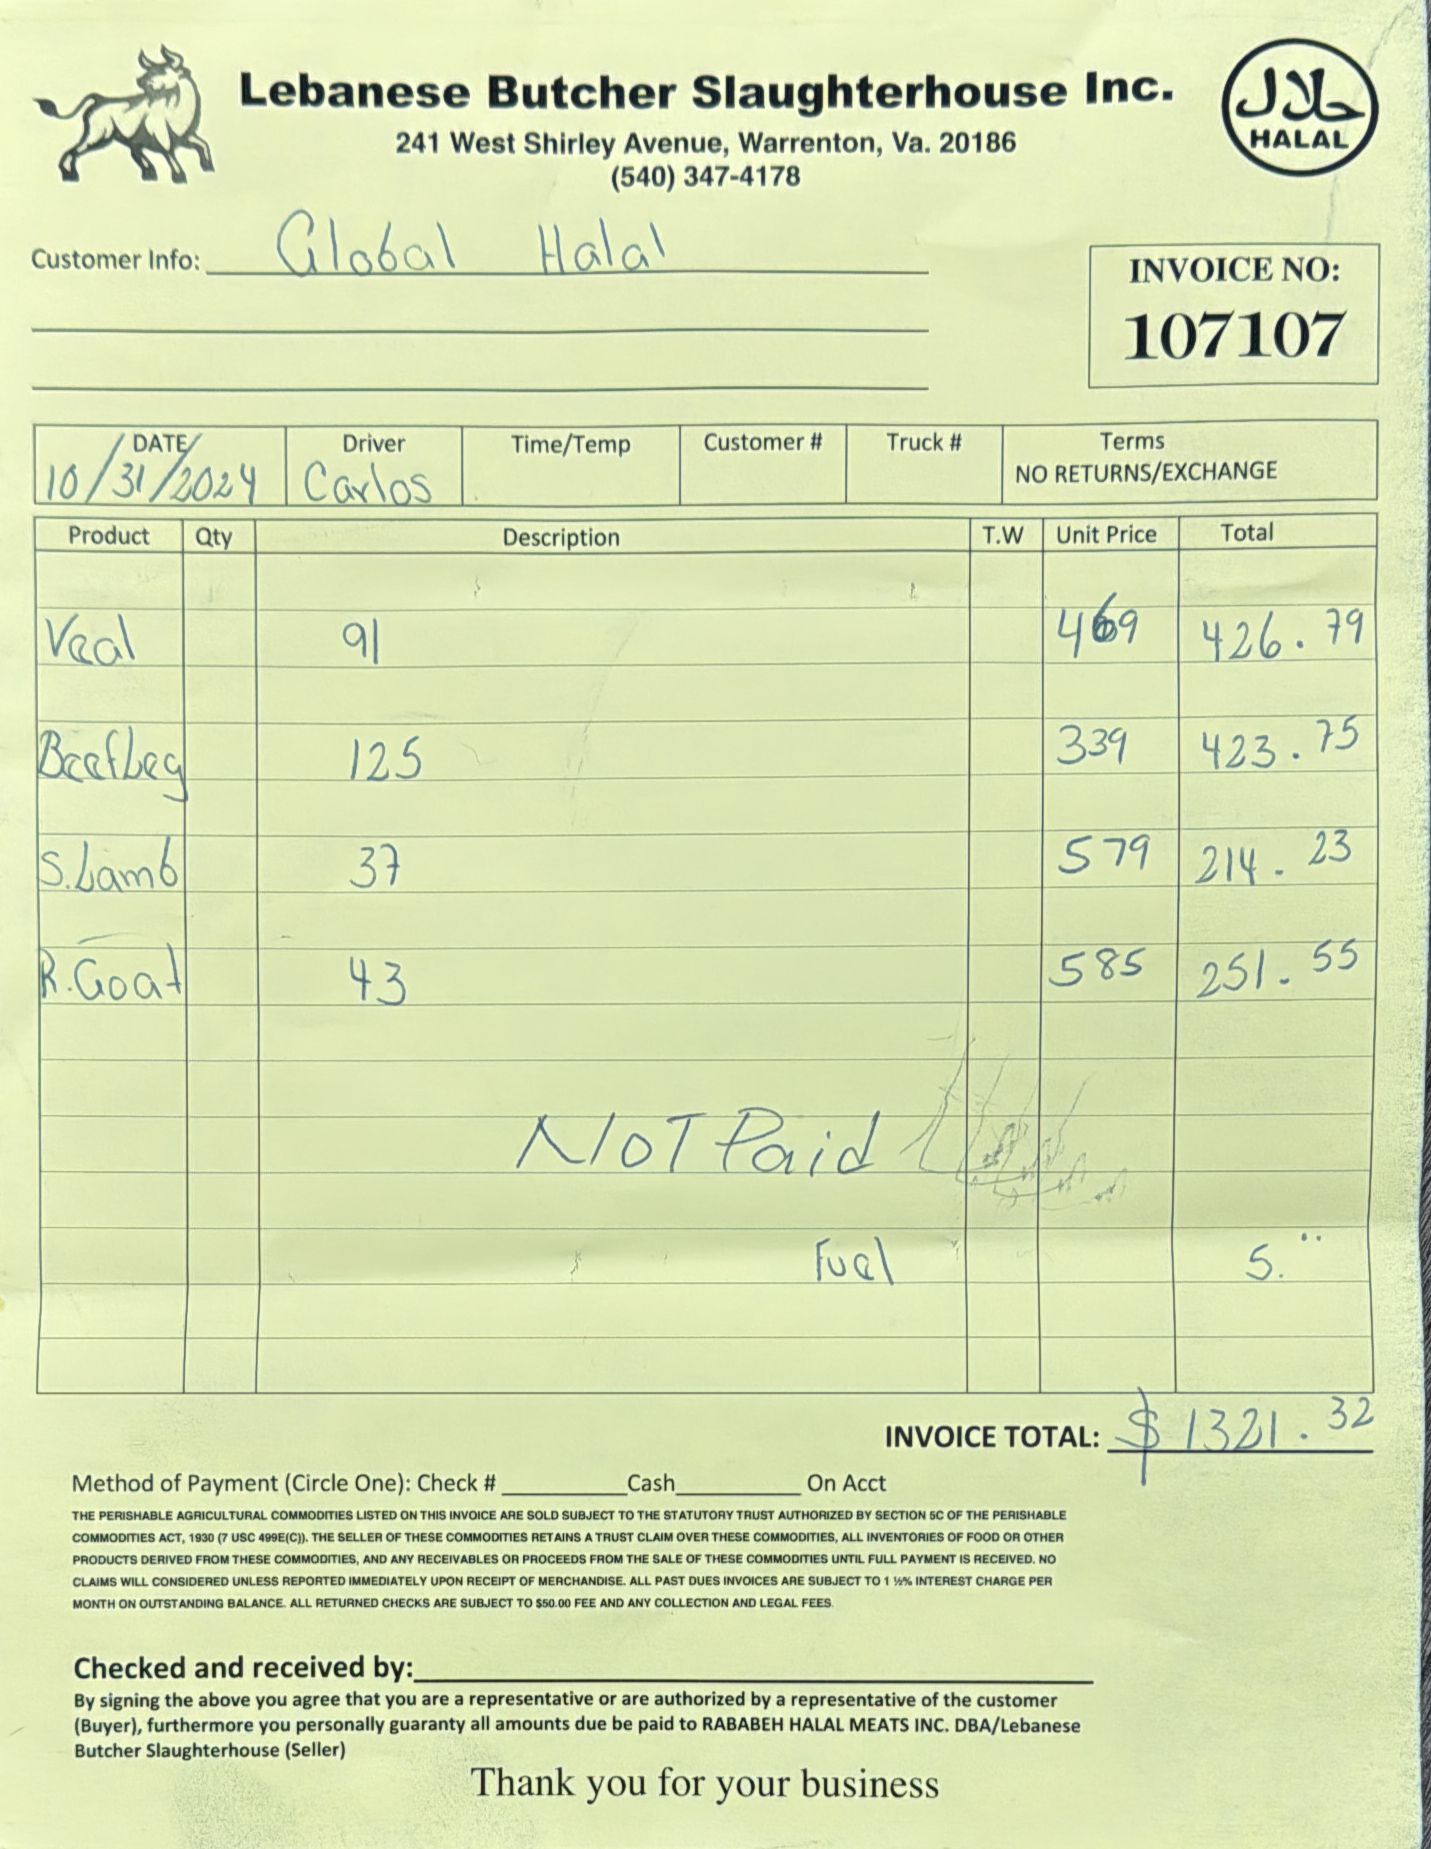 Lebanese Butcher Slaughterhouse Inc.
241 West Shirley Avenue, Warrenton, Va. 20186
(540) 347-4178
حلال
HALAL
Customer Info: Global Halal
INVOICE NO:
107107
DATE Driver Time/Temp Customer # Truck # Terms
10/31/2024 Carlos NO RETURNS/EXCHANGE
Product Qty Description T.W Unit Price Total
Veal 91 469 426.79
BeefLeg 125 339 423.75
S.Lamb 37 579 214.23
R.Goat 43 585 251.55
NOT Paid
Fuel 5.
INVOICE TOTAL: $1321.32
Method of Payment (Circle One): Check # Cash On Acct
THE PERISHABLE AGRICULTURAL COMMODITIES LISTED ON THIS INVOICE ARE SOLD SUBJECT TO THE STATUTORY TRUST AUTHORIZED BY SECTION 5C OF THE PERISHABLE
COMMODITIES ACT, 1930 (7 USC 499E(C)). THE SELLER OF THESE COMMODITIES RETAINS A TRUST CLAIM OVER THESE COMMODITIES, ALL INVENTORIES OF FOOD OR OTHER
PRODUCTS DERIVED FROM THESE COMMODITIES, AND ANY RECEIVABLES OR PROCEEDS FROM THE SALE OF THESE COMMODITIES UNTIL FULL PAYMENT IS RECEIVED. NO
CLAIMS WILL CONSIDERED UNLESS REPORTED IMMEDIATELY UPON RECEIPT OF MERCHANDISE. ALL PAST DUES INVOICES ARE SUBJECT TO 1 ½% INTEREST CHARGE PER
MONTH ON OUTSTANDING BALANCE. ALL RETURNED CHECKS ARE SUBJECT TO $50.00 FEE AND ANY COLLECTION AND LEGAL FEES.
Checked and received by:
By signing the above you agree that you are a representative or are authorized by a representative of the customer
(Buyer), furthermore you personally guaranty all amounts due be paid to RABABEH HALAL MEATS INC. DBA/Lebanese
Butcher Slaughterhouse (Seller)
Thank you for your business